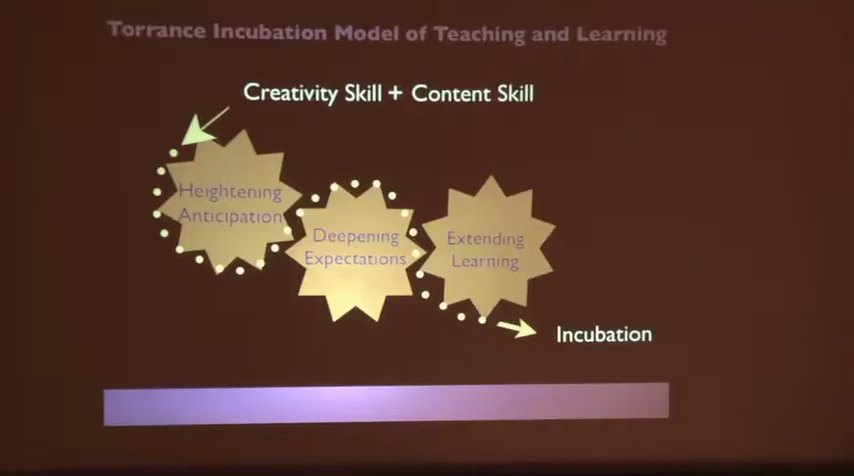 Torrance Incubation Model of Teaching and Learning
Creativity Skill + Content Skill
Heightening
Anticipation
Deepening
Expectations
Extending
Learning
Incubation